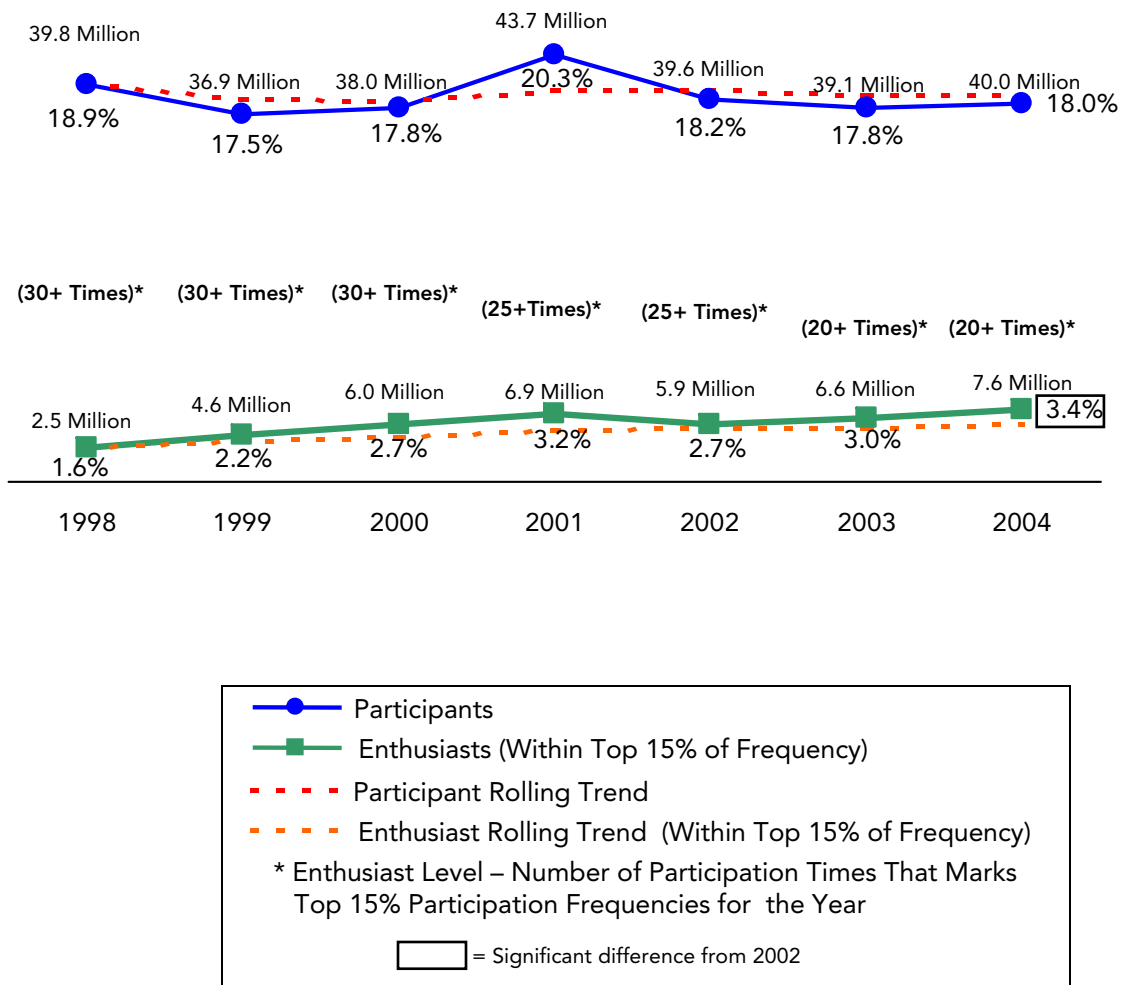 39.8 Million
36.9 Million
38.0 Million
43.7 Million
39.6 Million
39.1 Million
40.0 Million
18.9%
17.5%
17.8%
20.3%
18.2%
17.8%
18.0%
(30+ Times)*
(30+ Times)*
(30+ Times)*
(25+Times)*
(25+ Times)*
(20+ Times)*
(20+ Times)*
2.5 Million
4.6 Million
6.0 Million
6.9 Million
5.9 Million
6.6 Million
7.6 Million
1.6%
2.2%
2.7%
3.2%
2.7%
3.0%
3.4%
1998
1999
2000
2001
2002
2003
2004
Participants
Enthusiasts (Within Top 15% of Frequency)
Participant Rolling Trend
Enthusiast Rolling Trend (Within Top 15% of Frequency)
* Enthusiast Level – Number of Participation Times That Marks
Top 15% Participation Frequencies for the Year
= Significant difference from 2002